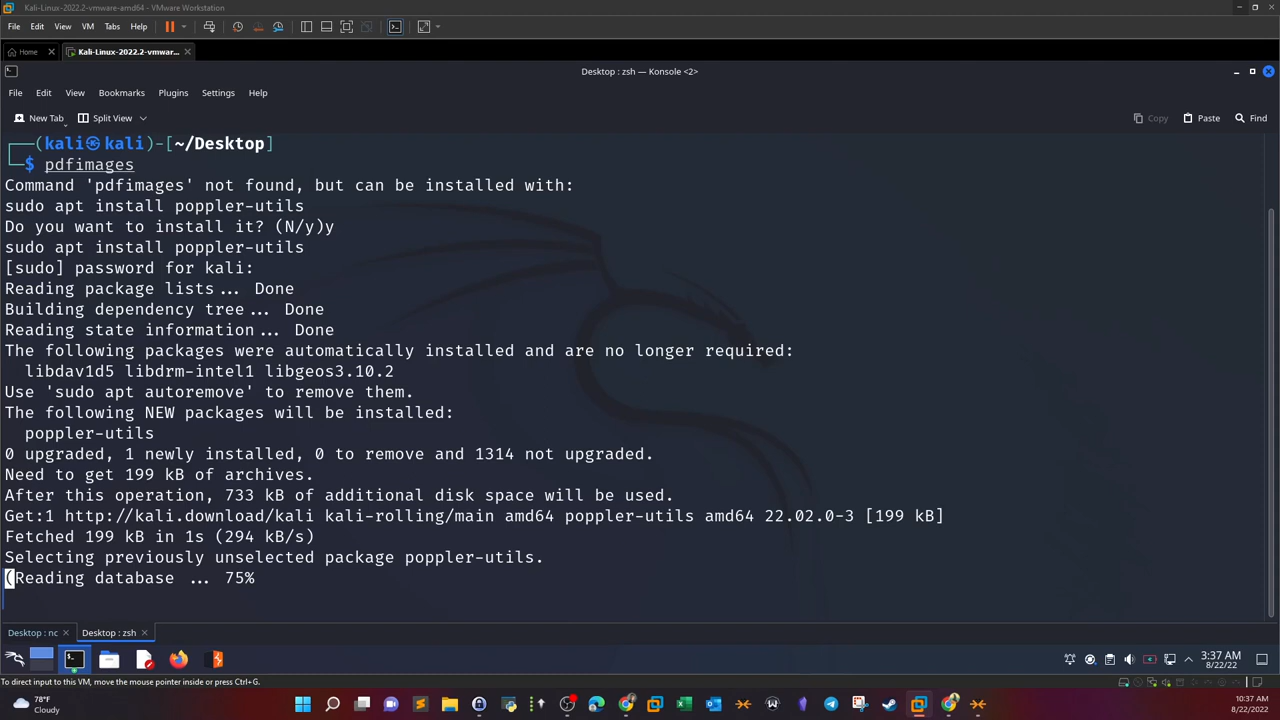 Kali-Linux-2022.2-vmware-amd64 - VMware Workstation
File Edit View VM Tabs Help
Home Kali-Linux-2022.2-vmwar...
Desktop : zsh — Konsole <2>
File Edit View Bookmarks Plugins Settings Help
New Tab Split View Copy Paste Find
┌──(kali㉿kali)-[~/Desktop]
└─$ pdfimages
Command 'pdfimages' not found, but can be installed with:
sudo apt install poppler-utils
Do you want to install it? (N/y)y
sudo apt install poppler-utils
[sudo] password for kali:
Reading package lists... Done
Building dependency tree... Done
Reading state information... Done
The following packages were automatically installed and are no longer required:
libdav1d5 libdrm-intel1 libgeos3.10.2
Use 'sudo apt autoremove' to remove them.
The following NEW packages will be installed:
poppler-utils
0 upgraded, 1 newly installed, 0 to remove and 1314 not upgraded.
Need to get 199 kB of archives.
After this operation, 733 kB of additional disk space will be used.
Get:1 http://kali.download/kali kali-rolling/main amd64 poppler-utils amd64 22.02.0-3 [199 kB]
Fetched 199 kB in 1s (294 kB/s)
Selecting previously unselected package poppler-utils.
(Reading database ... 75%
Desktop : nc Desktop : zsh
3:37 AM
8/22/22
To direct input to this VM, move the mouse pointer inside or press Ctrl+G.
78°F
Cloudy
10:37 AM
8/22/2022